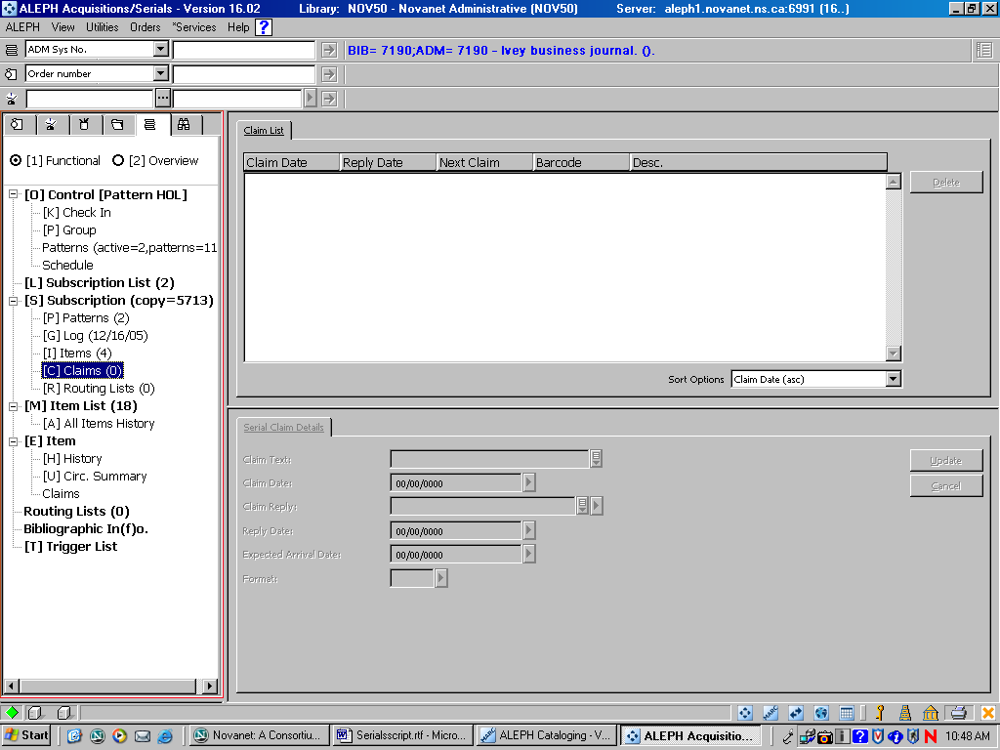 ALEPH Acquisitions/Serials - Version 16.02 Library: NOV50 - Novanet Administrative (NOV50) Server: aleph1.novanet.ns.ca:6991 (16..)
ALEPH View Utilities Orders *Services Help ?
ADM Sys No. BIB= 7190;ADM= 7190 - Ivey business journal. ().
Order number
...
[1] Functional [2] Overview
[O] Control [Pattern HOL]
[K] Check In
[P] Group
Patterns (active=2,patterns=11
Schedule
[L] Subscription List (2)
[S] Subscription (copy=5713)
[P] Patterns (2)
[G] Log (12/16/05)
[I] Items (4)
[C] Claims (0)
[R] Routing Lists (0)
[M] Item List (18)
[A] All Items History
[E] Item
[H] History
[U] Circ. Summary
Claims
Routing Lists (0)
Bibliographic In(f)o.
[T] Trigger List
Claim List
Claim Date Reply Date Next Claim Barcode Desc.
Delete
Sort Options Claim Date (asc)
Serial Claim Details
Claim Text:
Claim Date: 00/00/0000
Claim Reply:
Reply Date: 00/00/0000
Expected Arrival Date: 00/00/0000
Format:
Update
Cancel
Start Novanet: A Consortiu... Serialsscript.rtf - Micro... ALEPH Cataloging - V... ALEPH Acquisitio... 10:48 AM